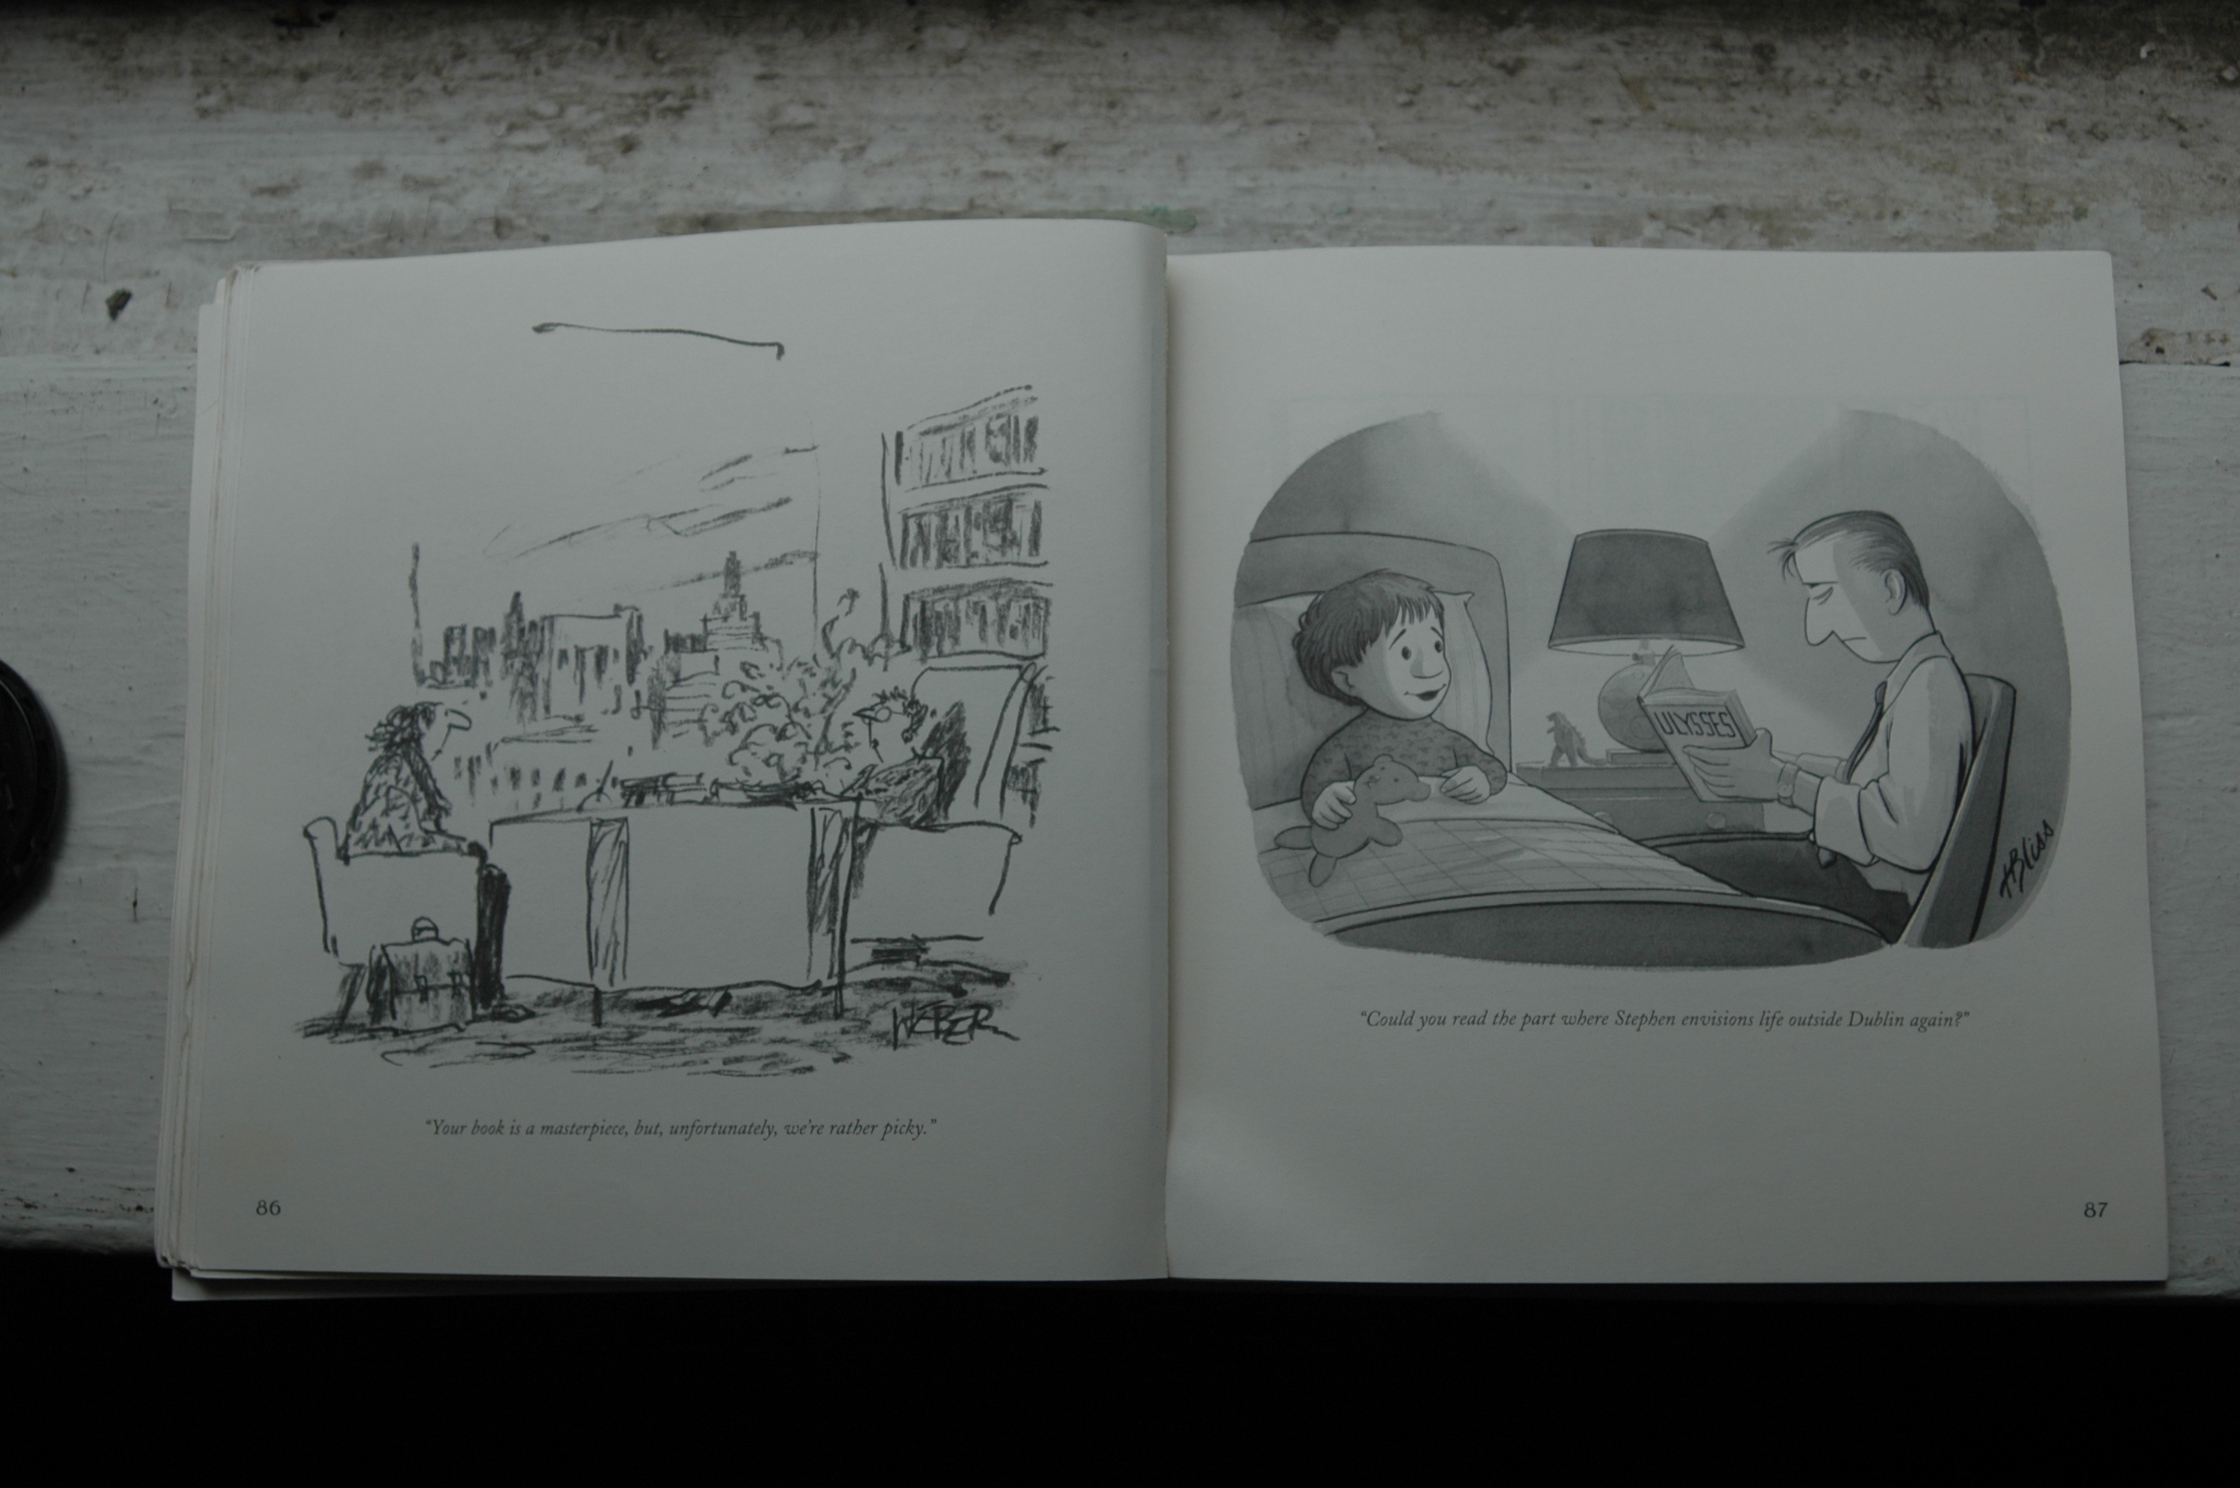 WEBER
"Your book is a masterpiece, but, unfortunately, we're rather picky."
86
ULYSSES
HBliss
"Could you read the part where Stephen envisions life outside Dublin again?"
87